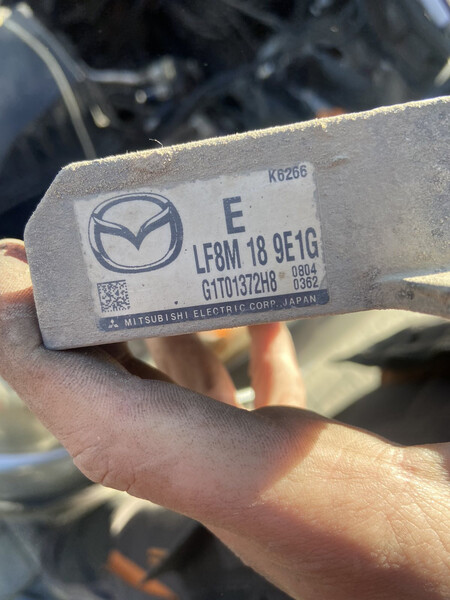 K6266
E
LF8M 18 9E1G
G1T01372H8 0804
0362
MITSUBISHI ELECTRIC CORP. JAPAN